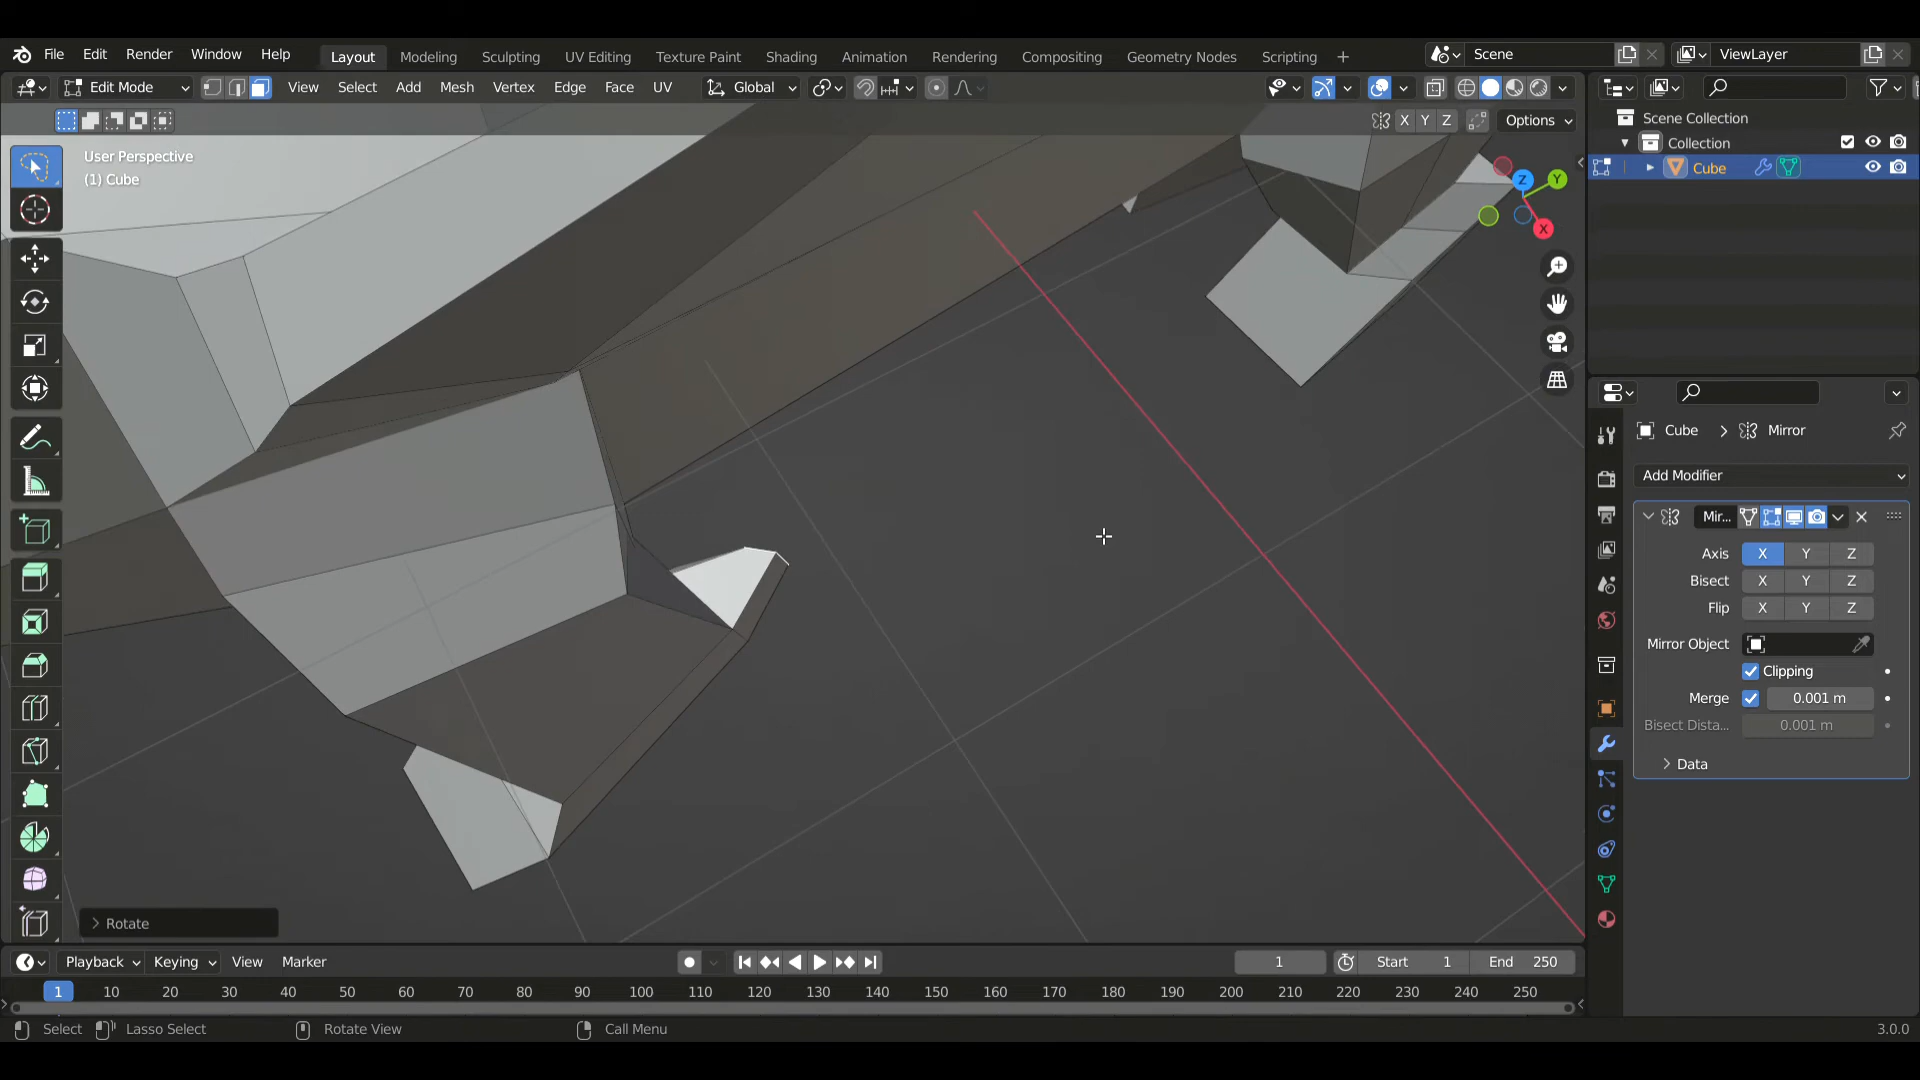 File Edit Render Window Help Layout Modeling Sculpting UV Editing Texture Paint Shading Animation Rendering Compositing Geometry Nodes Scripting + Scene ViewLayer
Edit Mode View Select Add Mesh Vertex Edge Face UV Global
X Y Z Options
User Perspective
(1) Cube
Z Y X
Scene Collection
Collection
Cube
Cube > Mirror
Add Modifier
Mir...
Axis X Y Z
Bisect X Y Z
Flip X Y Z
Mirror Object
Clipping
Merge 0.001 m
Bisect Dista... 0.001 m
Data
Rotate
Playback Keying View Marker 1 Start 1 End 250
1 10 20 30 40 50 60 70 80 90 100 110 120 130 140 150 160 170 180 190 200 210 220 230 240 250
Select Lasso Select Rotate View Call Menu 3.0.0